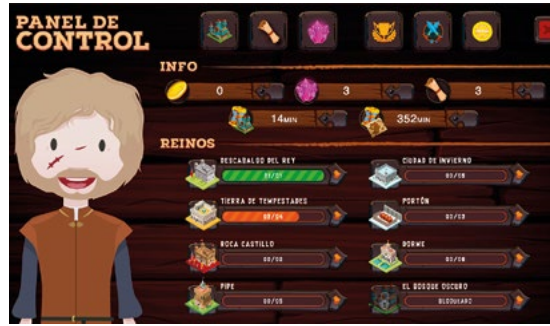 PANEL DE
CONTROL
INFO
0
3
3
14MIN
352MIN
REINOS
DESCABALGO DEL REY
CIUDAD DE INVIERNO
TIERRA DE TEMPESTADES
PORTÓN
ROCA CASTILLO
DORME
PIPE
EL BOSQUE OSCURO
BLOQUEADO